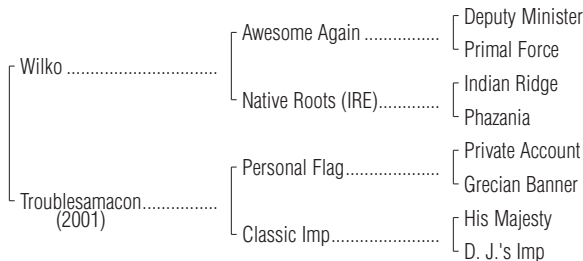 Deputy Minister
Awesome Again ................
Primal Force
Wilko ................................
Indian Ridge
Native Roots (IRE).............
Phazania
Private Account
Personal Flag....................
Grecian Banner
Troublesamacon................
(2001)
His Majesty
Classic Imp.......................
D. J.'s Imp